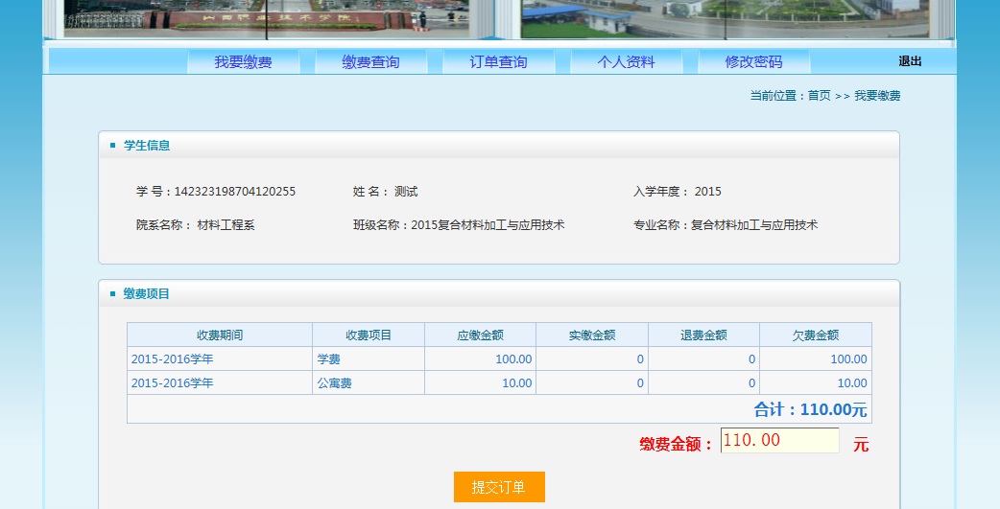 山西职业技术学院
我要缴费 缴费查询 订单查询 个人资料 修改密码 退出
当前位置：首页 >> 我要缴费
学生信息
学 号：142323198704120255 姓 名： 测试 入学年度： 2015
院系名称： 材料工程系 班级名称：2015复合材料加工与应用技术 专业名称：复合材料加工与应用技术
缴费项目
收费期间 收费项目 应缴金额 实缴金额 退费金额 欠费金额
2015-2016学年 学费 100.00 0 0 100.00
2015-2016学年 公寓费 10.00 0 0 10.00
合计：110.00元
缴费金额： 110.00 元
提交订单